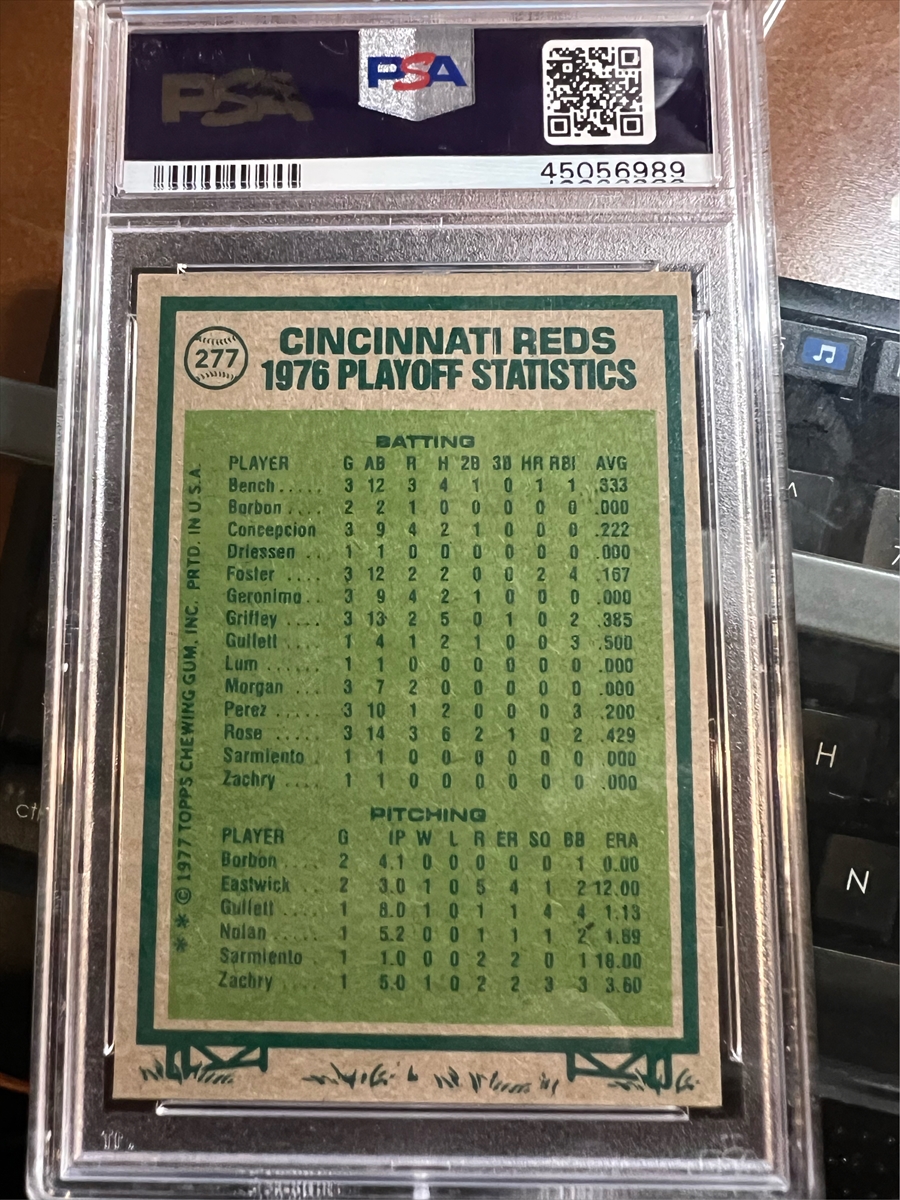 PSA PSA
45056989
277
CINCINNATI REDS
1976 PLAYOFF STATISTICS
BATTING
PLAYER G AB R H 2B 3B HR RBI AVG
Bench ..... 3 12 3 4 1 0 1 1 .333
Borbon .... 2 2 1 0 0 0 0 0 .000
Concepcion 3 9 4 2 1 0 0 0 .222
Driessen .. 1 1 0 0 0 0 0 0 .000
Foster .... 3 12 2 2 0 0 2 4 .167
Geronimo .. 3 9 4 2 1 0 0 0 .000
Griffey .... 3 13 2 5 0 1 0 2 .385
Gullett .... 1 4 1 2 1 0 0 3 .500
Lum ...... 1 1 0 0 0 0 0 0 .000
Morgan ... 3 7 2 0 0 0 0 0 .000
Perez ..... 3 10 1 2 0 0 0 3 .200
Rose ..... 3 14 3 6 2 1 0 2 .429
Sarmiento . 1 1 0 0 0 0 0 0 .000
Zachry .... 1 1 0 0 0 0 0 0 .000
PITCHING
PLAYER G IP W L R ER SO BB ERA
Borbon .... 2 4.1 0 0 0 0 0 1 0.00
Eastwick .. 2 3.0 1 0 5 4 1 2 12.00
Gullett .... 1 8.0 1 0 1 1 4 4 1.13
Nolan ..... 1 5.2 0 0 1 1 1 2 1.59
Sarmiento . 1 1.0 0 0 2 2 0 1 18.00
Zachry .... 1 5.0 1 0 2 2 3 3 3.60
** © 1977 TOPPS CHEWING GUM, INC. PRTD. IN U.S.A.
H
N